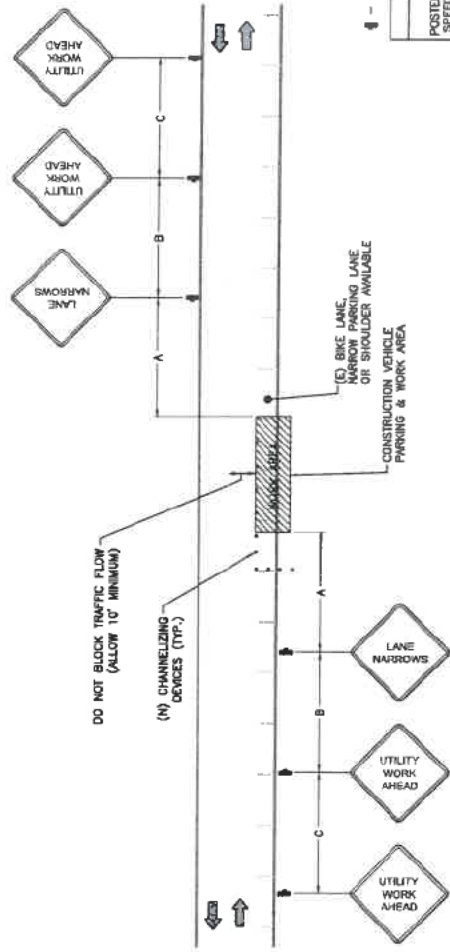 UTILITY
WORK
AHEAD
UTILITY
WORK
AHEAD
LANE
NARROWS
C
B
A
DO NOT BLOCK TRAFFIC FLOW
(ALLOW 10' MINIMUM)
(N) CHANNELIZING
DEVICES (TYP.)
WORK AREA
(E) BIKE LANE,
NARROW PARKING LANE
OR SHOULDER AVAILABLE
CONSTRUCTION VEHICLE
PARKING & WORK AREA
A
B
C
LANE
NARROWS
UTILITY
WORK
AHEAD
UTILITY
WORK
AHEAD